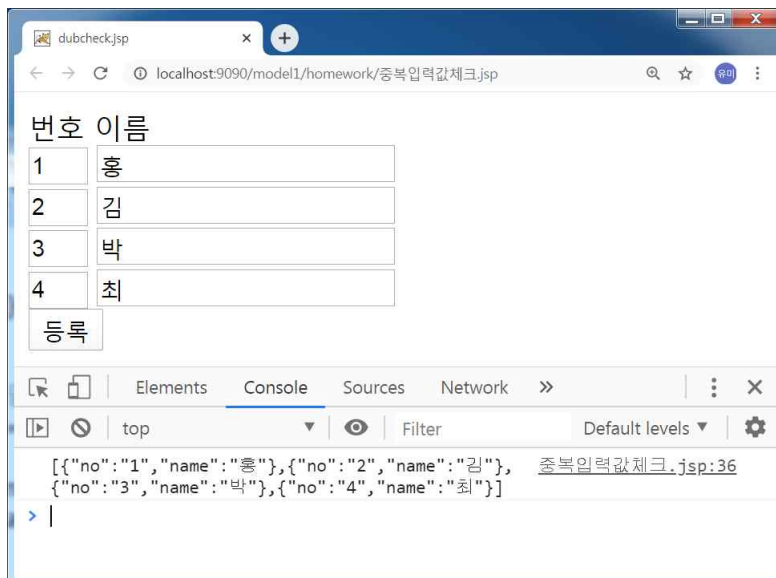 dubcheck.jsp
localhost:9090/model1/homework/중복입력값체크.jsp
유미
번호 이름
1 홍
2 김
3 박
4 최
등록
Elements Console Sources Network »
top Filter Default levels ▼
[{"no":"1","name":"홍"},{"no":"2","name":"김"}, 중복입력값체크.jsp:36
{"no":"3","name":"박"},{"no":"4","name":"최"}]
>